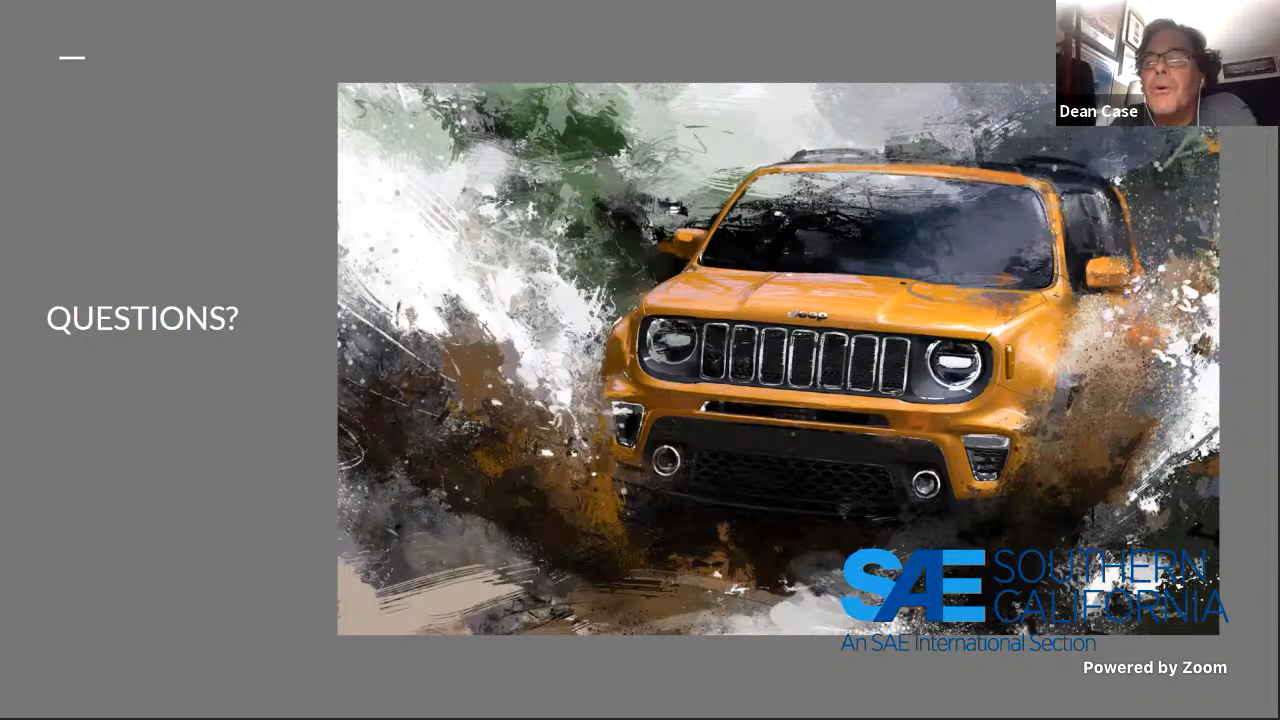 Dean Case
QUESTIONS?
Jeep
SAE SOUTHERN
CALIFORNIA
An SAE International Section
Powered by Zoom